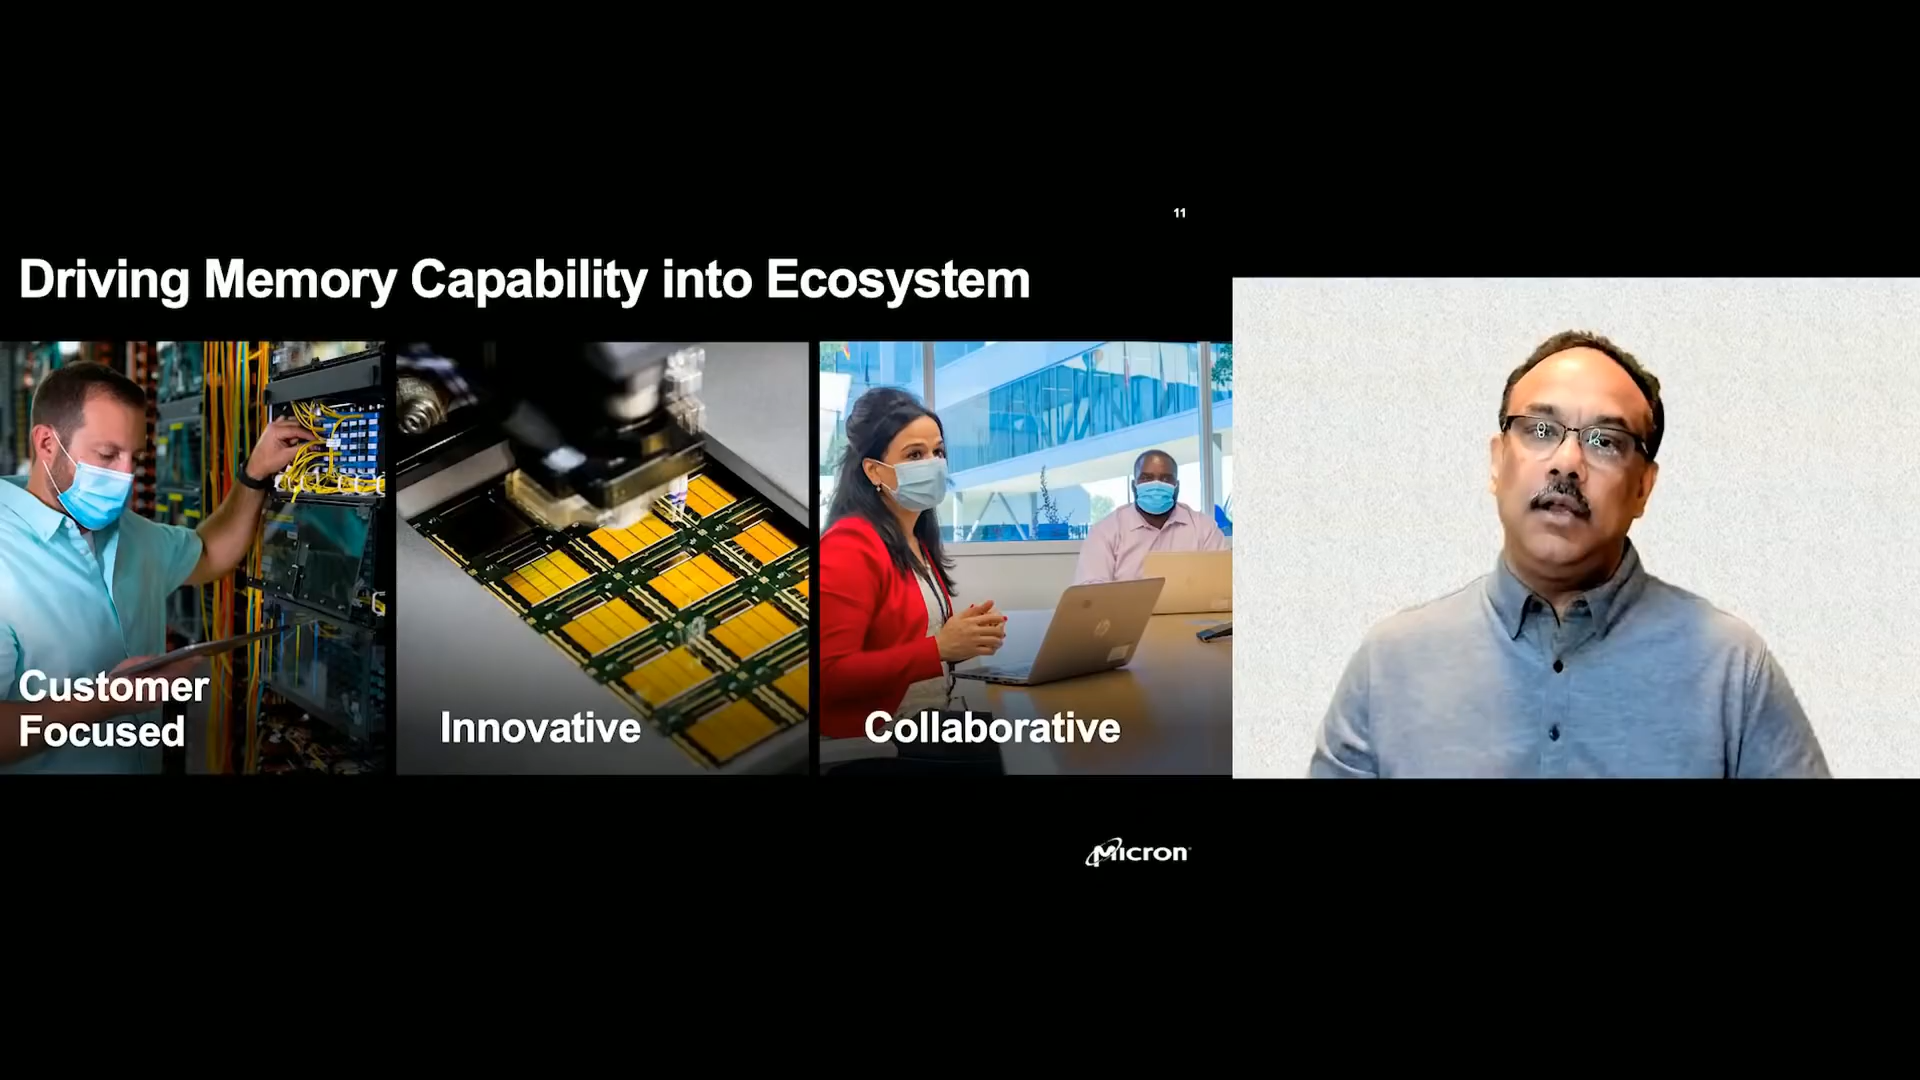 11
Driving Memory Capability into Ecosystem
Customer
Focused
Innovative
Collaborative
Micron